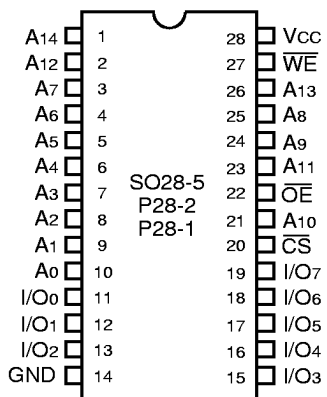 A14 1 28 VCC
A12 2 27 W̅E̅
A7 3 26 A13
A6 4 25 A8
A5 5 24 A9
A4 6 23 A11
A3 7 SO28-5 22 O̅E̅
A2 8 P28-2 21 A10
A1 9 P28-1 20 C̅S̅
A0 10 19 I/O7
I/O0 11 18 I/O6
I/O1 12 17 I/O5
I/O2 13 16 I/O4
GND 14 15 I/O3